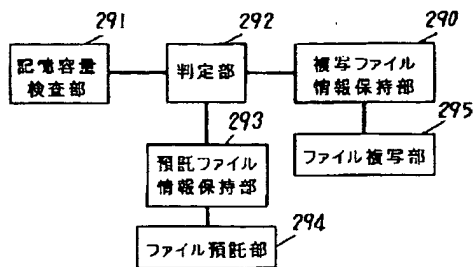 291
292
290
記憶容量
検査部
判定部
複写ファイル
情報保持部
293
295
預託ファイル
情報保持部
ファイル複写部
294
ファイル預託部